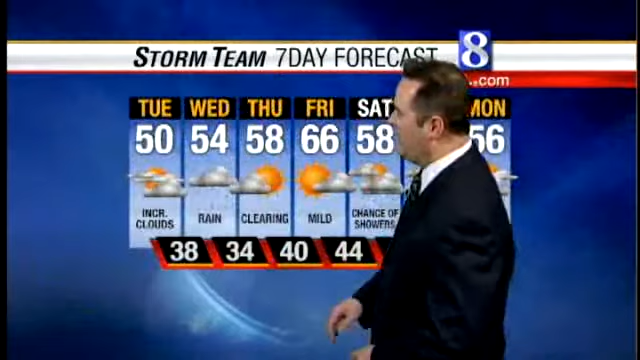 STORM TEAM 7DAY FORECAST 8
.com
TUE WED THU FRI SAT MON
50 54 58 66 58 56
INCR. CLOUDS RAIN CLEARING MILD CHANCE OF SHOWERS
38 34 40 44